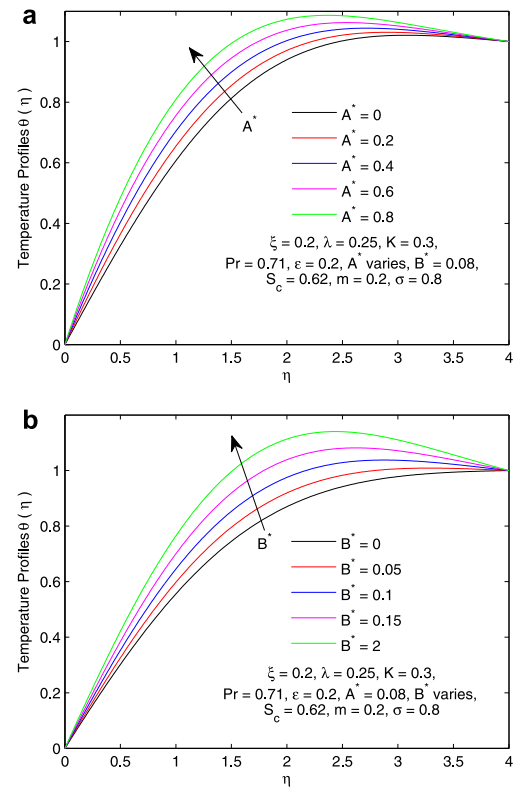 a
Temperature Profiles θ ( η )
1
0.8
0.6
0.4
0.2
0
A*
A* = 0
A* = 0.2
A* = 0.4
A* = 0.6
A* = 0.8
ξ = 0.2, λ = 0.25, K = 0.3,
Pr = 0.71, ε = 0.2, A* varies, B* = 0.08,
S_c = 0.62, m = 0.2, σ = 0.8
0 0.5 1 1.5 2 2.5 3 3.5 4
η
b
Temperature Profiles θ ( η )
1
0.8
0.6
0.4
0.2
0
B*
B* = 0
B* = 0.05
B* = 0.1
B* = 0.15
B* = 2
ξ = 0.2, λ = 0.25, K = 0.3,
Pr = 0.71, ε = 0.2, A* = 0.08, B* varies,
S_c = 0.62, m = 0.2, σ = 0.8
0 0.5 1 1.5 2 2.5 3 3.5 4
η